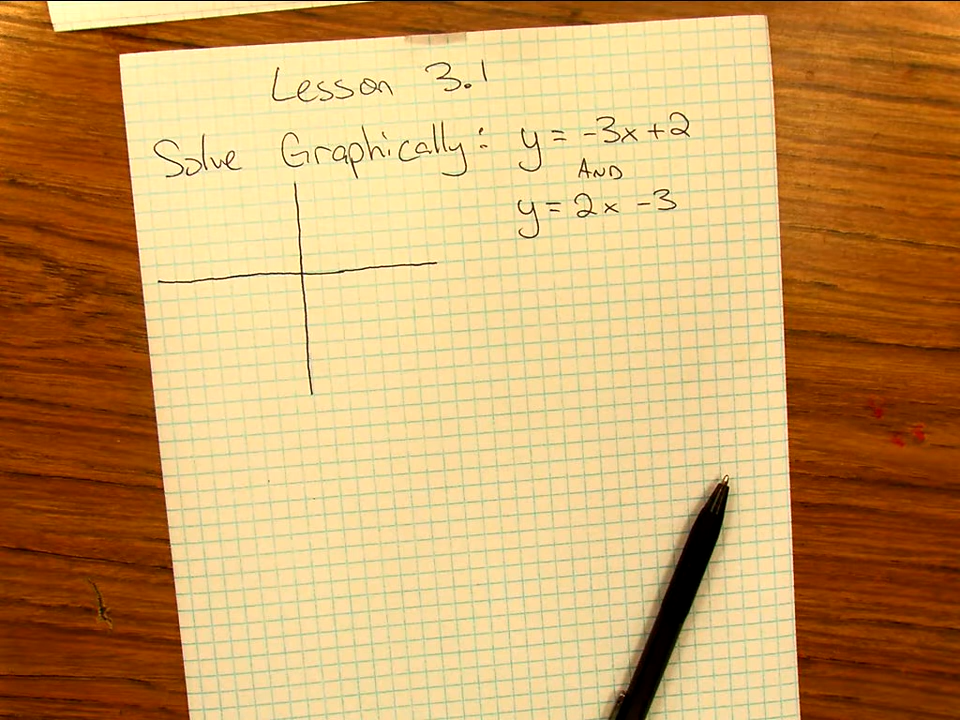 Lesson 3.1
Solve Graphically: y = -3x + 2
AND
y = 2x - 3